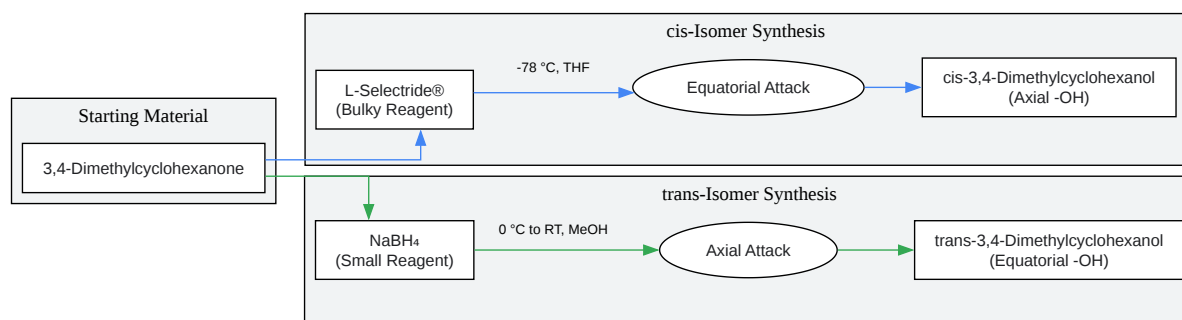 cis-Isomer Synthesis
-78 °C, THF
L-Selectride®
(Bulky Reagent)
Equatorial Attack
cis-3,4-Dimethylcyclohexanol
(Axial -OH)
Starting Material
3,4-Dimethylcyclohexanone
trans-Isomer Synthesis
NaBH₄
(Small Reagent)
0 °C to RT, MeOH
Axial Attack
trans-3,4-Dimethylcyclohexanol
(Equatorial -OH)